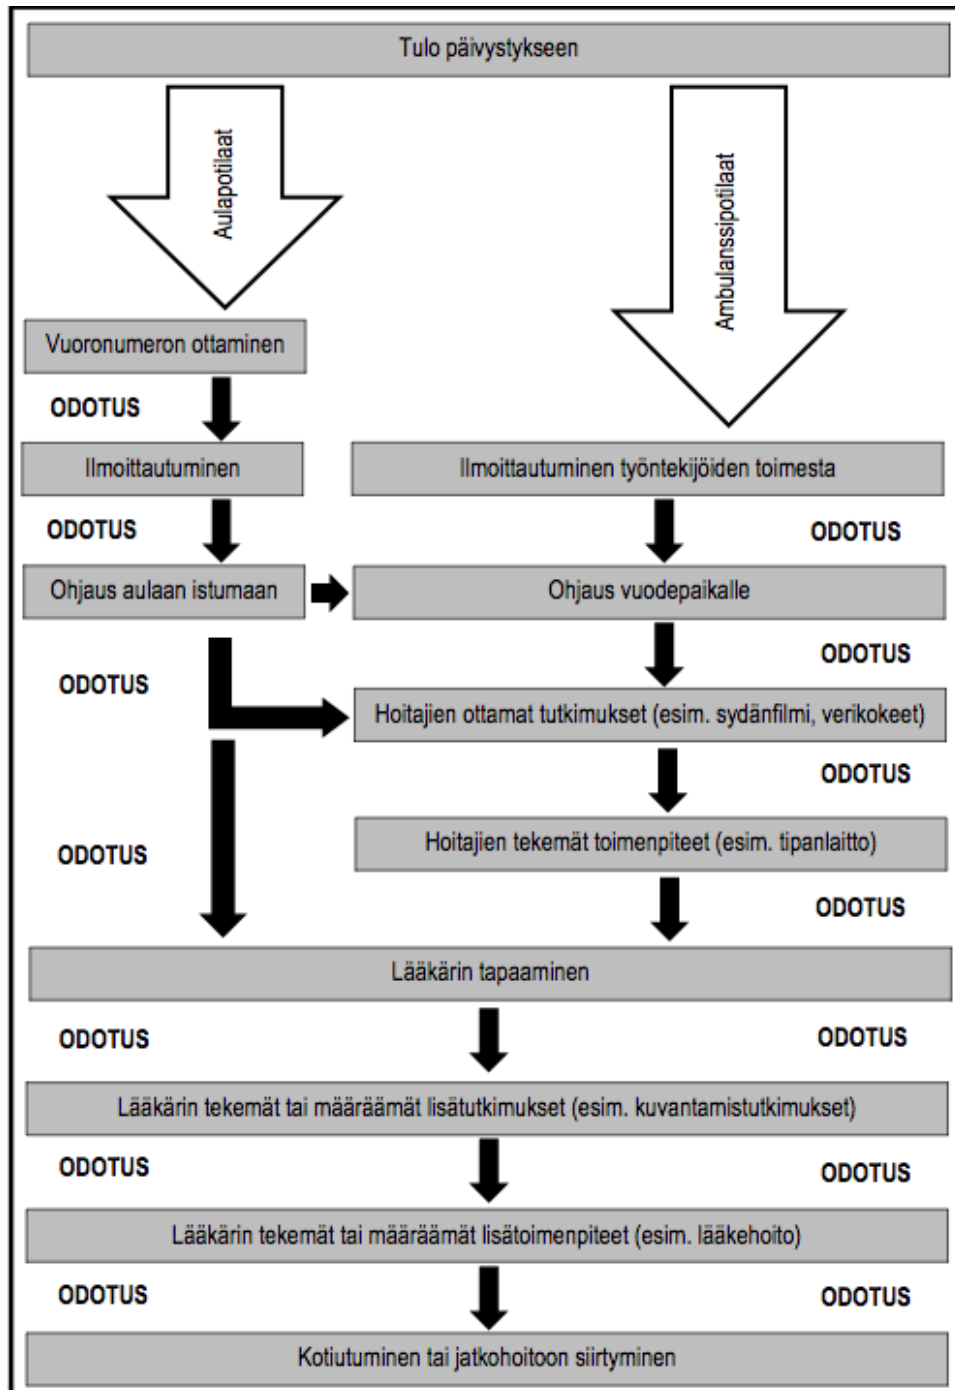 Tulo päivystykseen
Aulapotilaat
Ambulanssipotilaat
Vuoronumeron ottaminen
ODOTUS
Ilmoittautuminen
Ilmoittautuminen työntekijöiden toimesta
ODOTUS
ODOTUS
Ohjaus aulaan istumaan
Ohjaus vuodepaikalle
ODOTUS
ODOTUS
Hoitajien ottamat tutkimukset (esim. sydänfilmi, verikokeet)
ODOTUS
Hoitajien tekemät toimenpiteet (esim. tipanlaitto)
ODOTUS
ODOTUS
Lääkärin tapaaminen
ODOTUS
ODOTUS
Lääkärin tekemät tai määräämät lisätutkimukset (esim. kuvantamistutkimukset)
ODOTUS
ODOTUS
Lääkärin tekemät tai määräämät lisätoimenpiteet (esim. lääkehoito)
ODOTUS
ODOTUS
Kotiutuminen tai jatkohoitoon siirtyminen